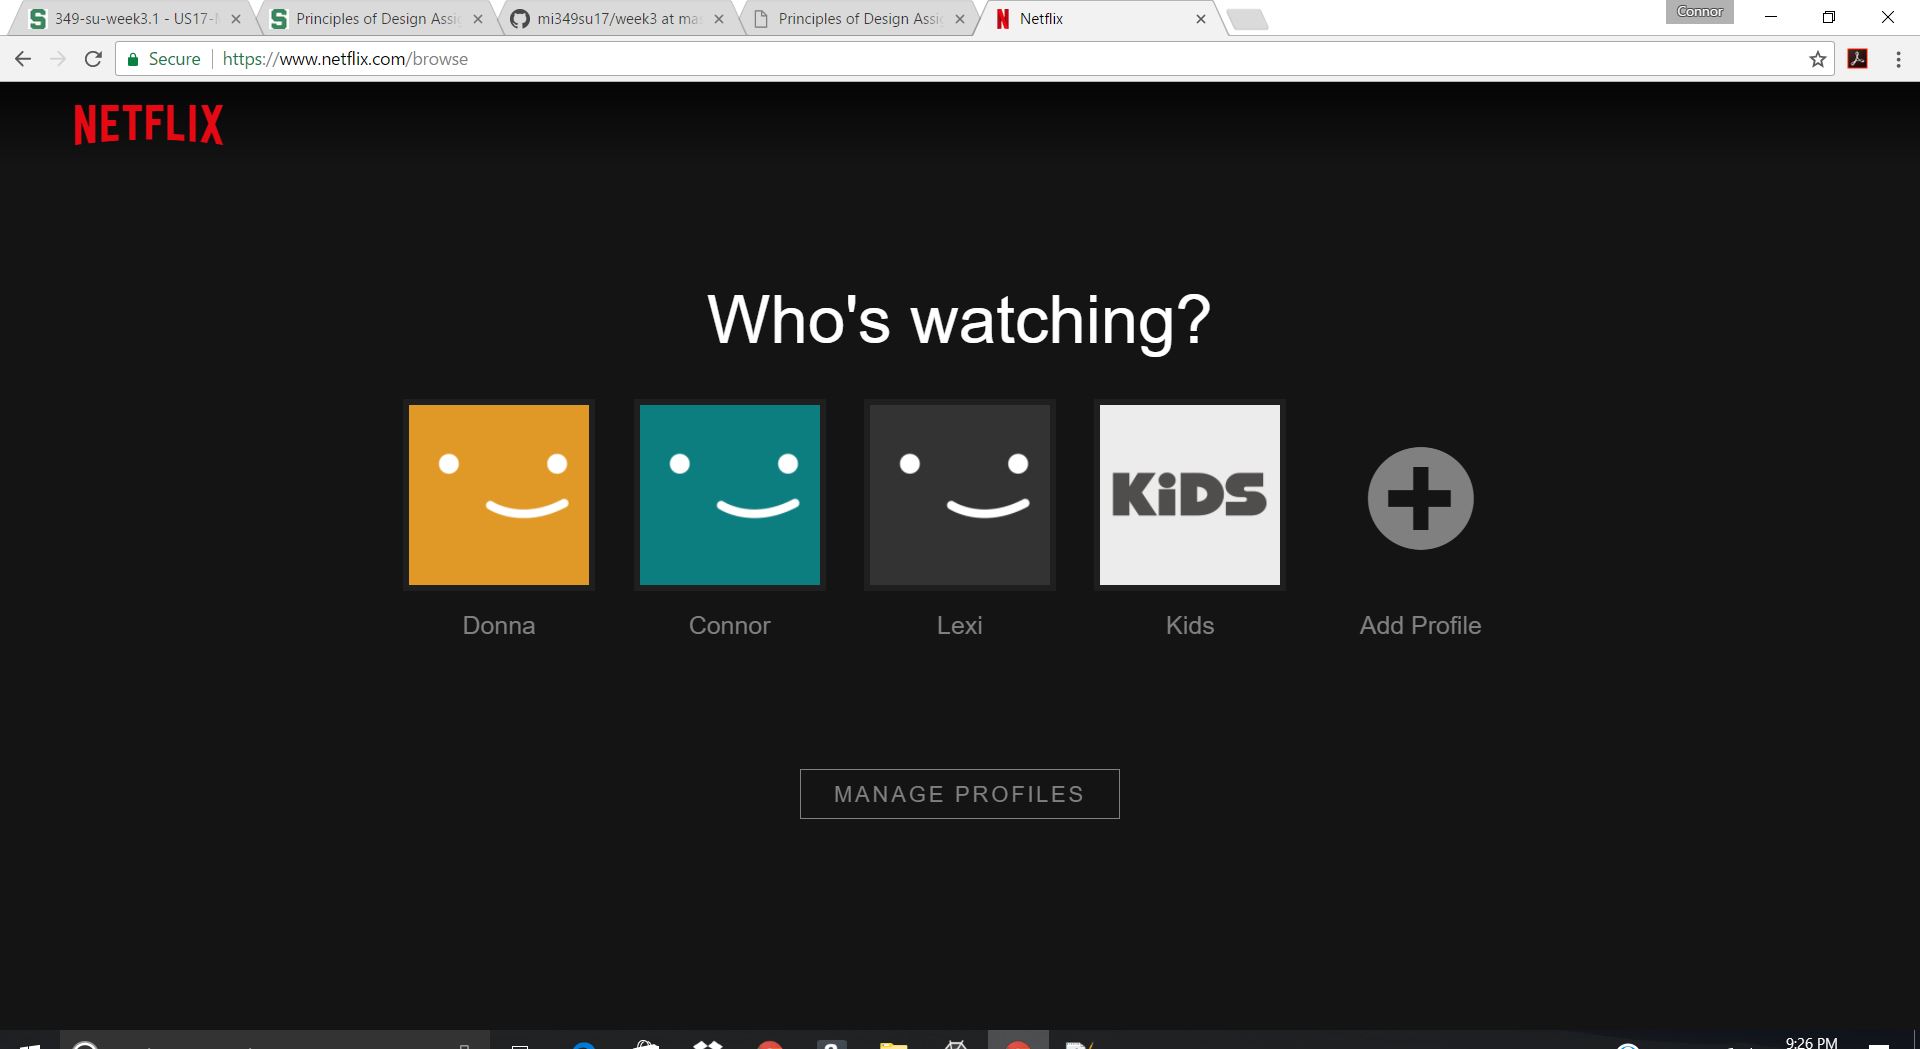 349-su-week3.1 - US17-
Principles of Design Assi
mi349su17/week3 at mas
Principles of Design Assi
Netflix
Connor
Secure
https://www.netflix.com/browse
NETFLIX
Who's watching?
KiDS
Donna
Connor
Lexi
Kids
Add Profile
MANAGE PROFILES
9:26 PM